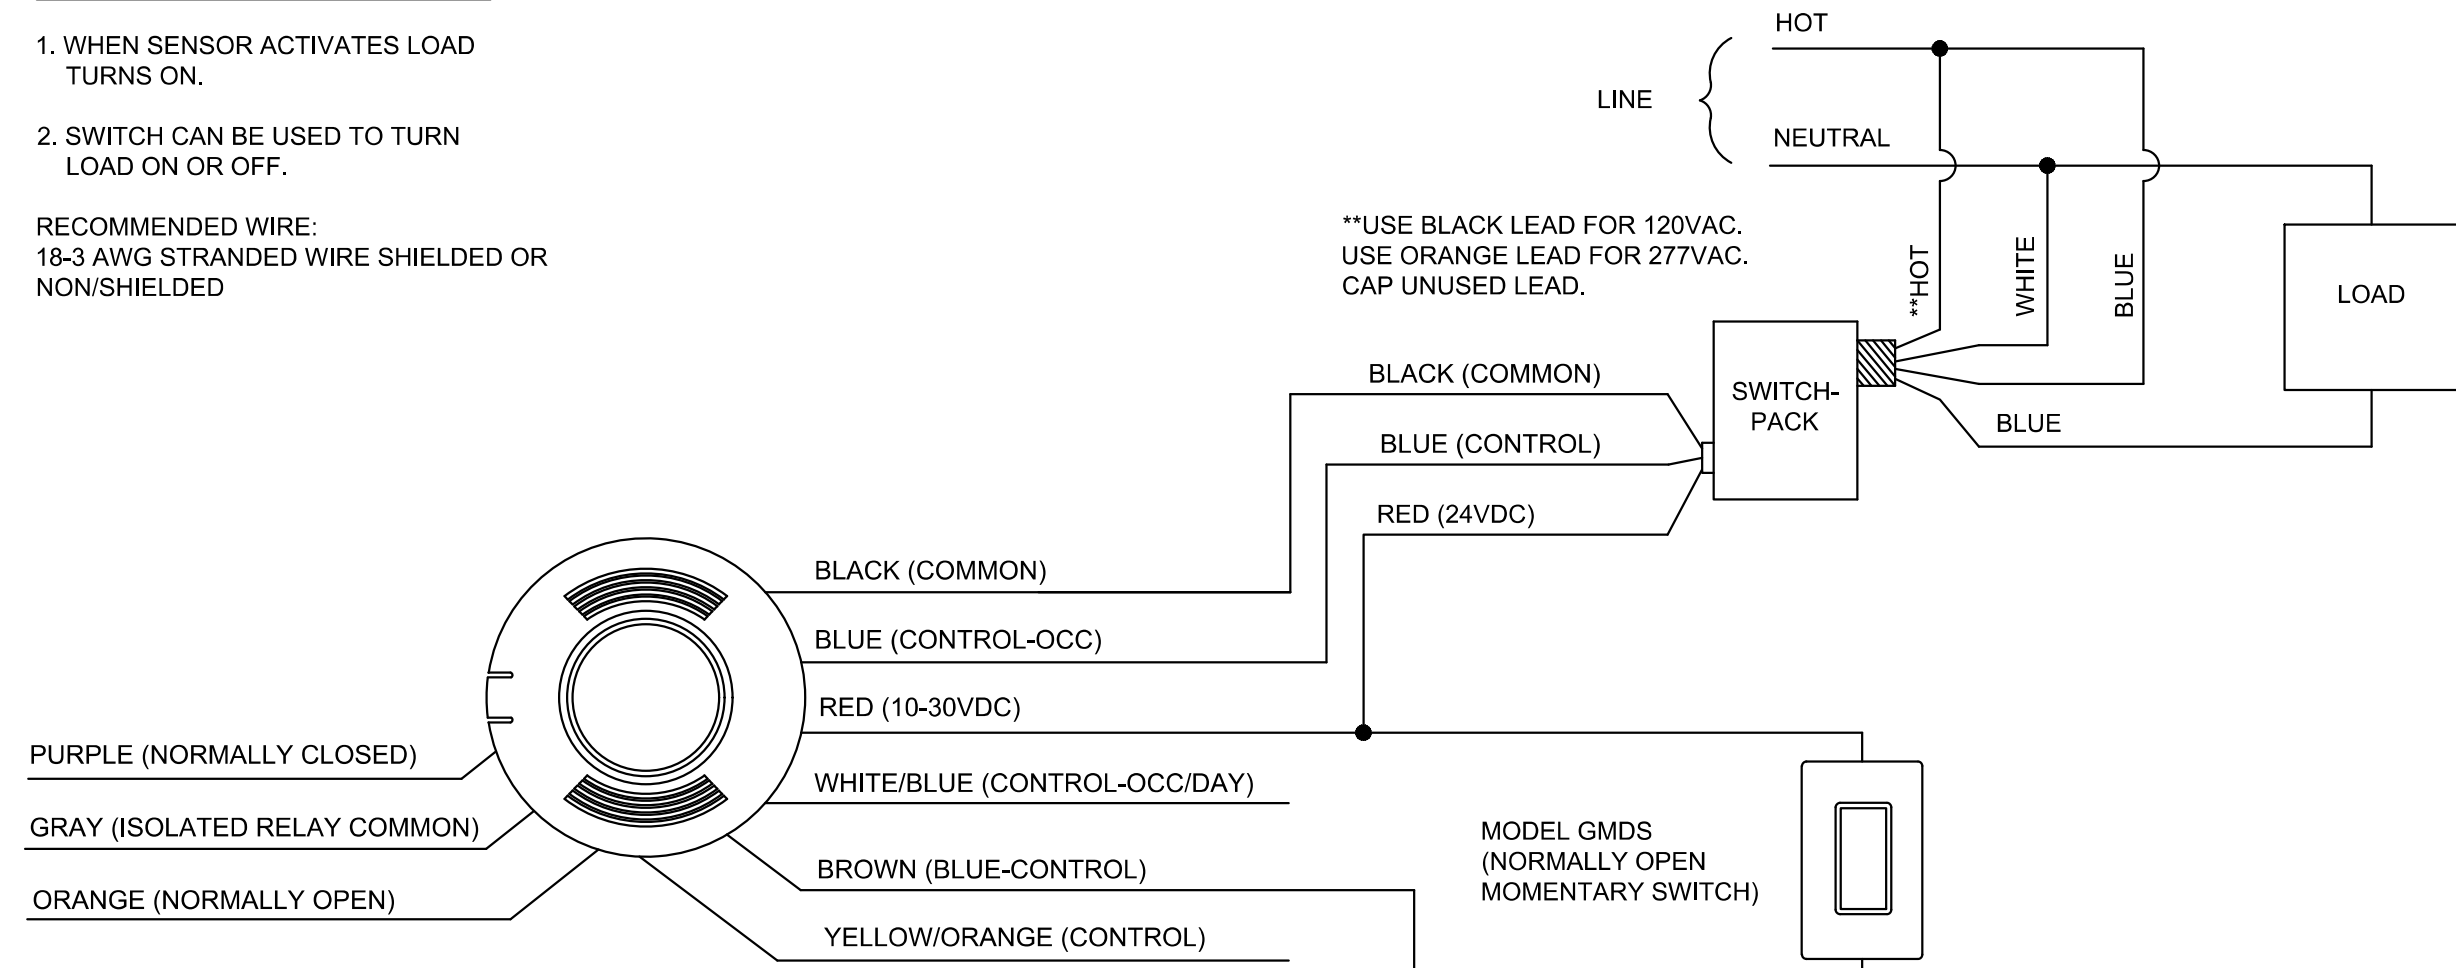 1. WHEN SENSOR ACTIVATES LOAD
TURNS ON.
2. SWITCH CAN BE USED TO TURN
LOAD ON OR OFF.
RECOMMENDED WIRE:
18-3 AWG STRANDED WIRE SHIELDED OR
NON/SHIELDED
HOT
LINE
NEUTRAL
**USE BLACK LEAD FOR 120VAC.
USE ORANGE LEAD FOR 277VAC.
CAP UNUSED LEAD.
**HOT
WHITE
BLUE
LOAD
BLACK (COMMON)
SWITCH-
PACK
BLUE
BLUE (CONTROL)
RED (24VDC)
BLACK (COMMON)
BLUE (CONTROL-OCC)
RED (10-30VDC)
PURPLE (NORMALLY CLOSED)
WHITE/BLUE (CONTROL-OCC/DAY)
GRAY (ISOLATED RELAY COMMON)
MODEL GMDS
(NORMALLY OPEN
MOMENTARY SWITCH)
BROWN (BLUE-CONTROL)
ORANGE (NORMALLY OPEN)
YELLOW/ORANGE (CONTROL)